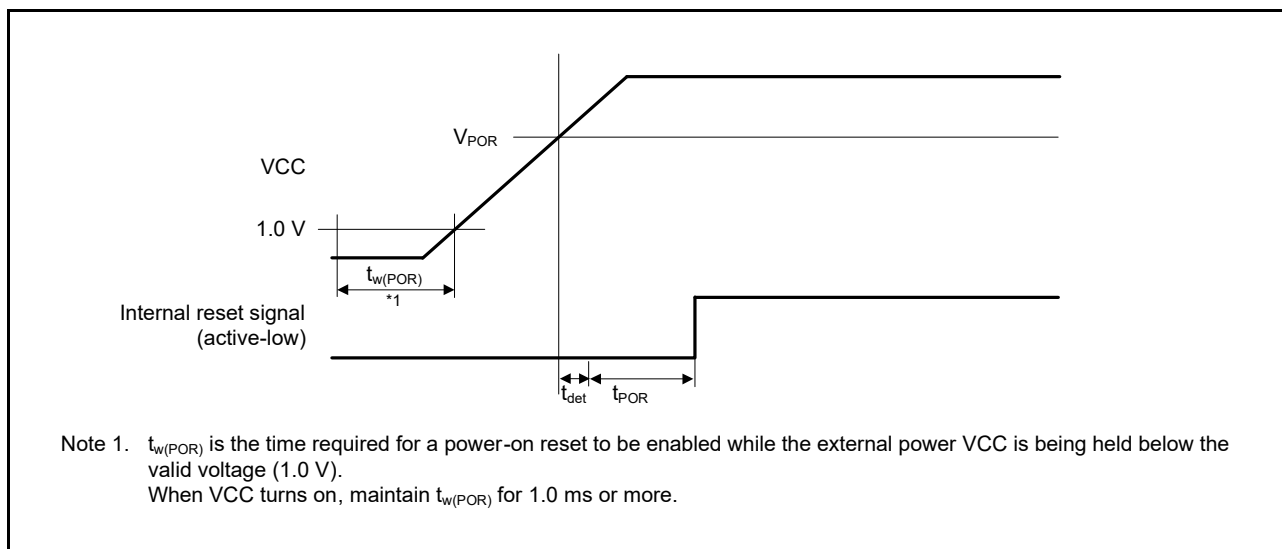 VPOR
VCC
1.0 V
tw(POR)
*1
Internal reset signal
(active-low)
tdet
tPOR
Note 1. tw(POR) is the time required for a power-on reset to be enabled while the external power VCC is being held below the
valid voltage (1.0 V).
When VCC turns on, maintain tw(POR) for 1.0 ms or more.